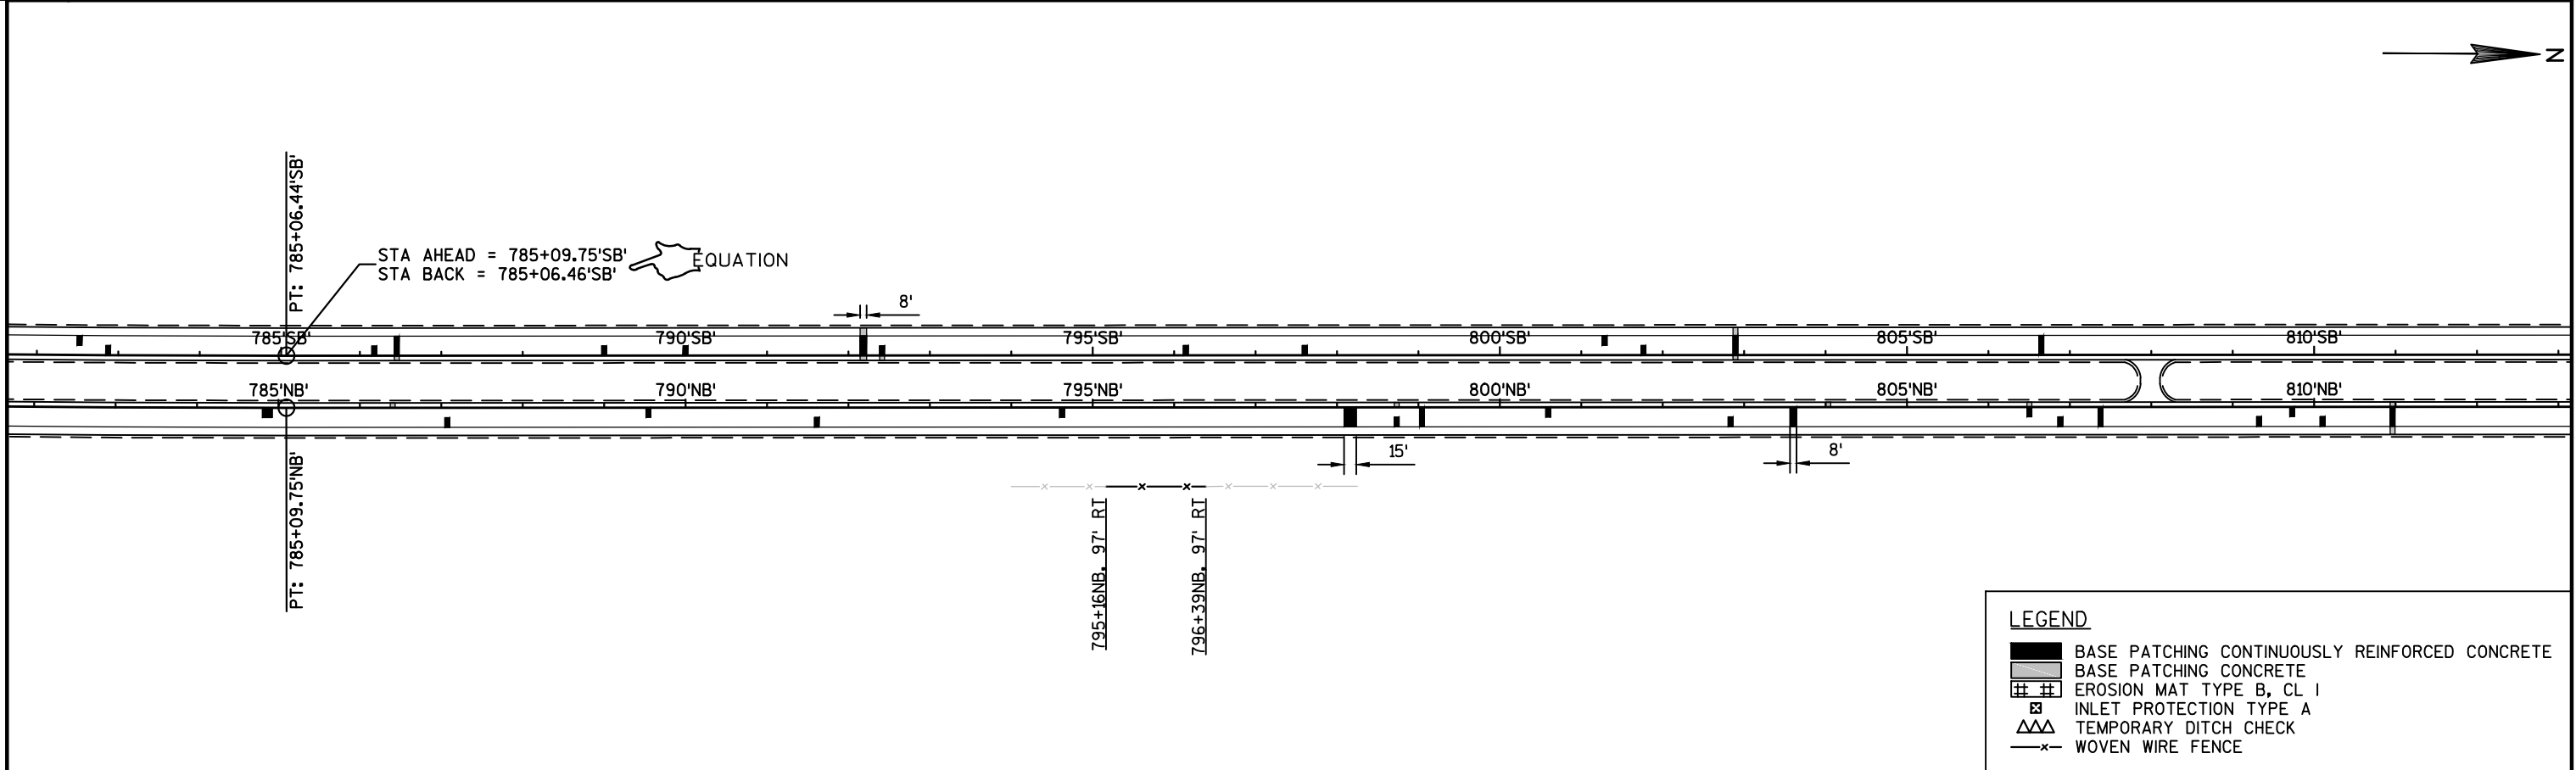 N
PT: 785+06.44'SB'
STA AHEAD = 785+09.75'SB'
STA BACK = 785+06.46'SB'
EQUATION
8'
785'SB'
790'SB'
795'SB'
800'SB'
805'SB'
810'SB'
785'NB'
790'NB'
795'NB'
800'NB'
805'NB'
810'NB'
15'
8'
PT: 785+09.75'NB'
795+16NB, 97' RT
796+39NB, 97' RT
LEGEND
BASE PATCHING CONTINUOUSLY REINFORCED CONCRETE
BASE PATCHING CONCRETE
EROSION MAT TYPE B, CL I
INLET PROTECTION TYPE A
TEMPORARY DITCH CHECK
WOVEN WIRE FENCE